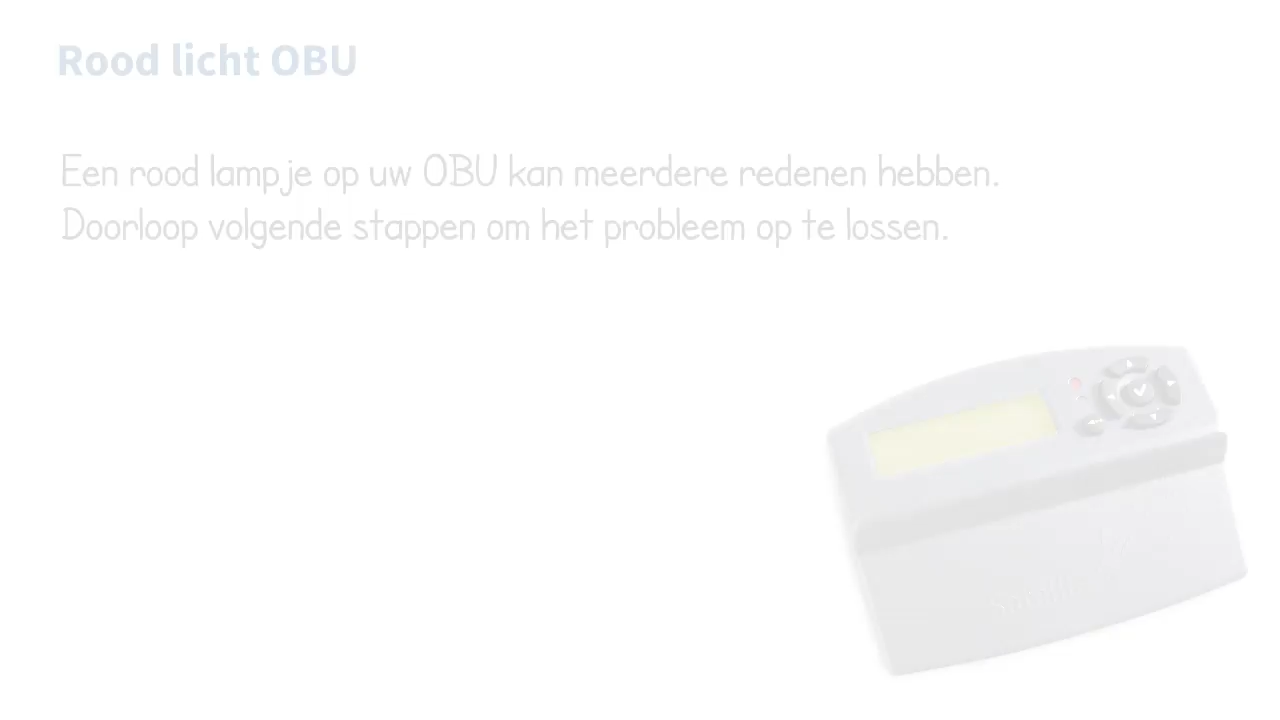 Rood licht OBU
Een rood lampje op uw OBU kan meerdere redenen hebben.
Doorloop volgende stappen om het probleem op te lossen.